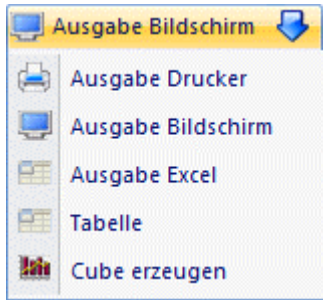 Ausgabe Bildschirm
Ausgabe Drucker
Ausgabe Bildschirm
Ausgabe Excel
Tabelle
Cube erzeugen